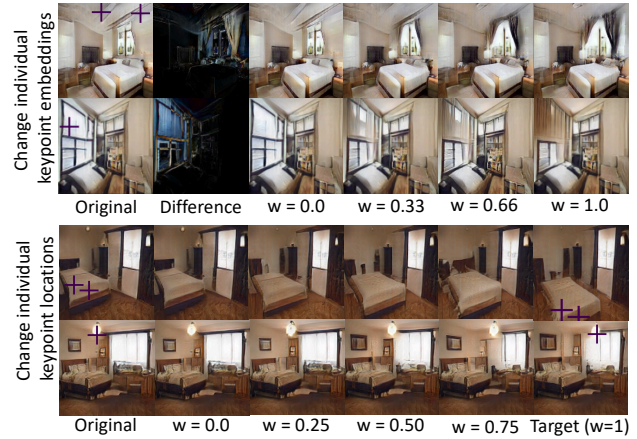 Change individual
keypoint embeddings
Original Difference w = 0.0 w = 0.33 w = 0.66 w = 1.0
Change individual
keypoint locations
Original w = 0.0 w = 0.25 w = 0.50 w = 0.75 Target (w=1)